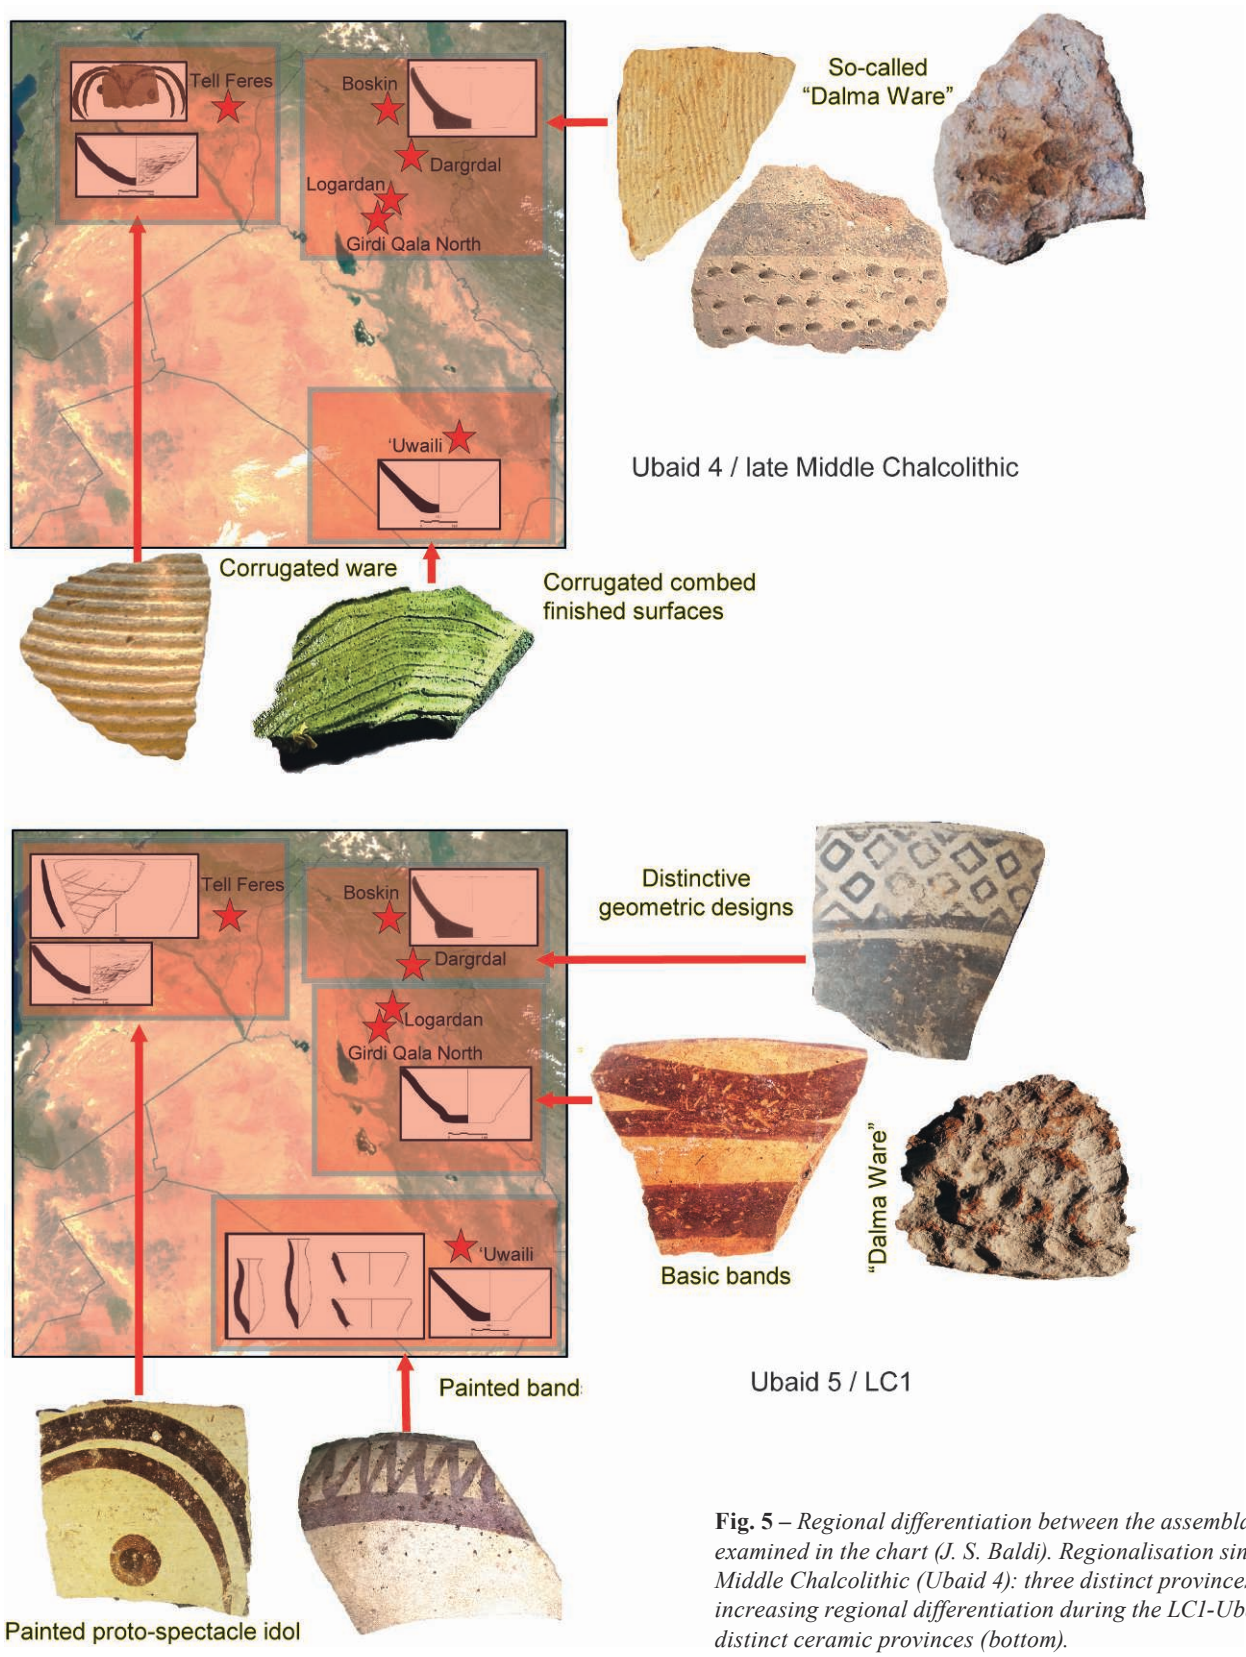 Tell Feres
Boskin
Dargrdal
Logardan
Girdi Qala North
'Uwaili
So-called
“Dalma Ware”
Ubaid 4 / late Middle Chalcolithic
Corrugated ware
Corrugated combed
finished surfaces
Tell Feres
Boskin
Dargrdal
Logardan
Girdi Qala North
'Uwaili
Distinctive
geometric designs
Basic bands
“Dalma Ware”
Painted band
Ubaid 5 / LC1
Painted proto-spectacle idol
Fig. 5 – Regional differentiation between the assembla
examined in the chart (J. S. Baldi). Regionalisation sin
Middle Chalcolithic (Ubaid 4): three distinct provinces
increasing regional differentiation during the LC1-Ub
distinct ceramic provinces (bottom).